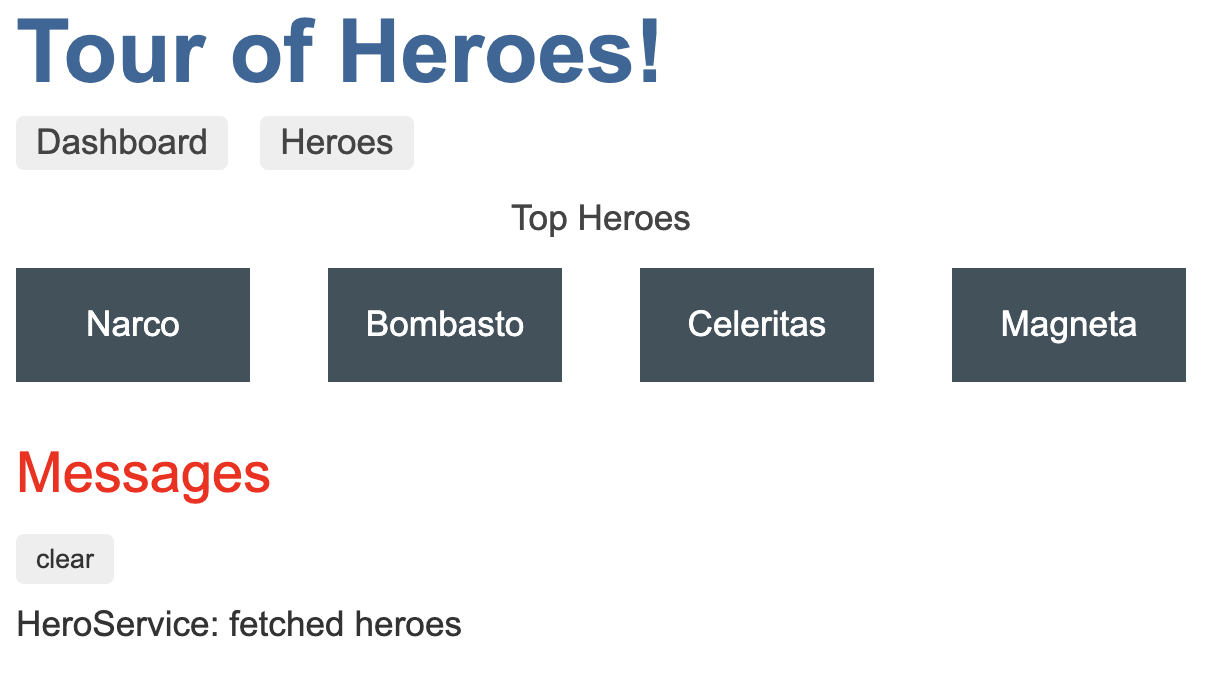 Tour of Heroes!
Dashboard Heroes
Top Heroes
Narco Bombasto Celeritas Magneta
Messages
clear
HeroService: fetched heroes